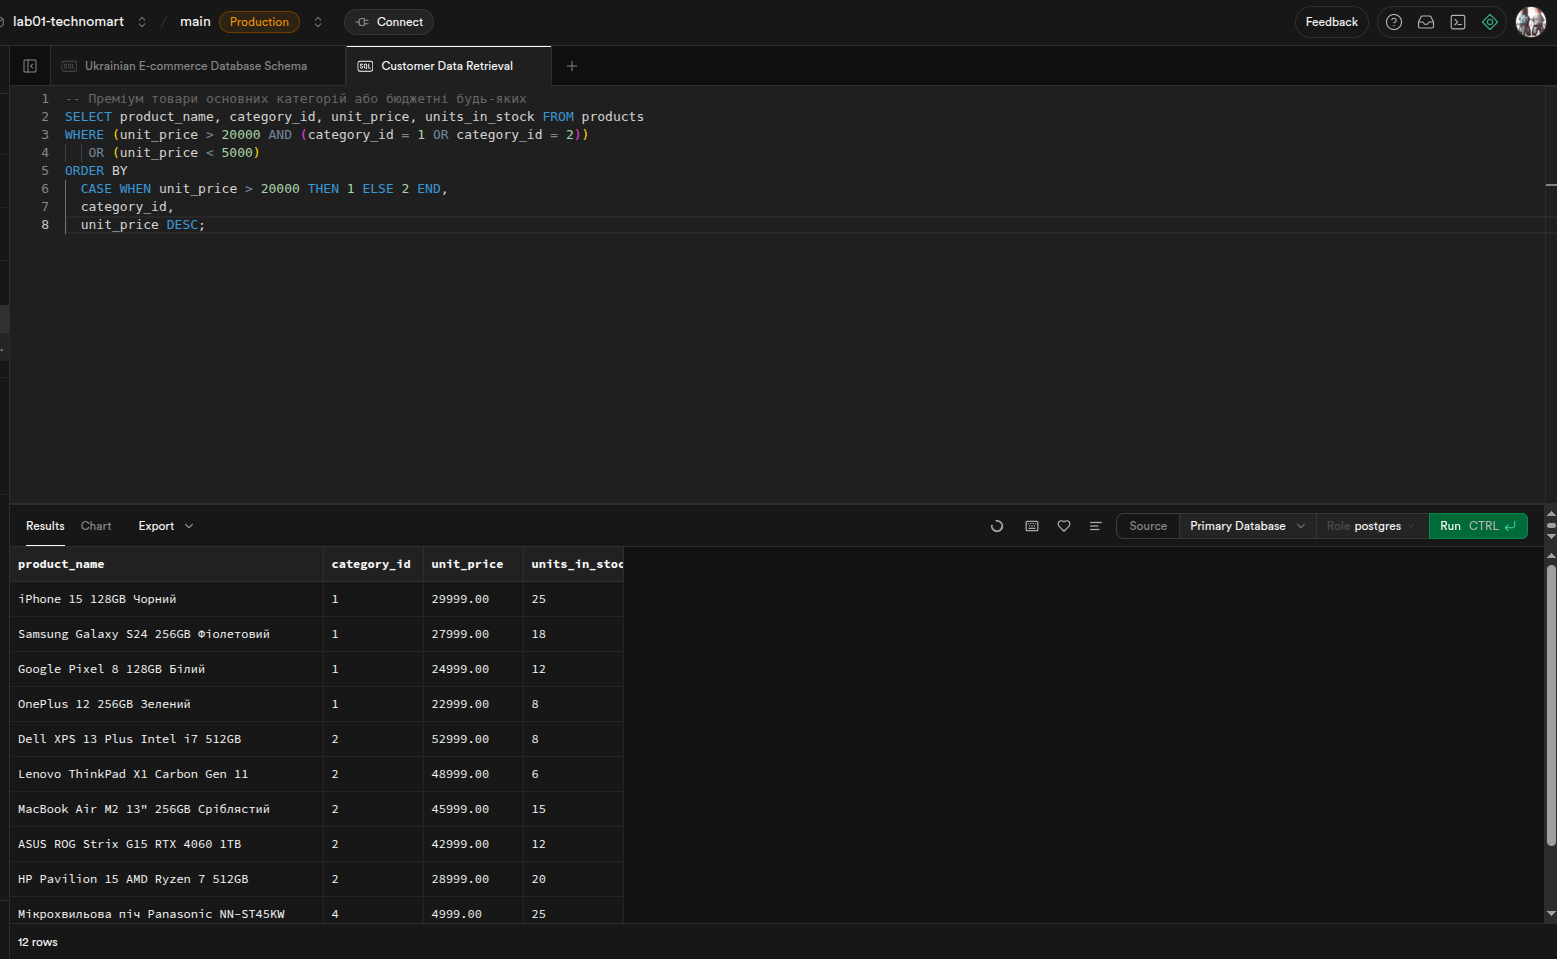 lab01-technomart / main Production Connect Feedback
Ukrainian E-commerce Database Schema Customer Data Retrieval
1 -- Преміум товари основних категорій або бюджетні будь-яких
2 SELECT product_name, category_id, unit_price, units_in_stock FROM products
3 WHERE (unit_price > 20000 AND (category_id = 1 OR category_id = 2))
4 OR (unit_price < 5000)
5 ORDER BY
6 CASE WHEN unit_price > 20000 THEN 1 ELSE 2 END,
7 category_id,
8 unit_price DESC;
Results Chart Export Source Primary Database Role postgres Run CTRL
product_name category_id unit_price units_in_stoc
iPhone 15 128GB Чорний 1 29999.00 25
Samsung Galaxy S24 256GB Фіолетовий 1 27999.00 18
Google Pixel 8 128GB Білий 1 24999.00 12
OnePlus 12 256GB Зелений 1 22999.00 8
Dell XPS 13 Plus Intel i7 512GB 2 52999.00 8
Lenovo ThinkPad X1 Carbon Gen 11 2 48999.00 6
MacBook Air M2 13" 256GB Сріблястий 2 45999.00 15
ASUS ROG Strix G15 RTX 4060 1TB 2 42999.00 12
HP Pavilion 15 AMD Ryzen 7 512GB 2 28999.00 20
Мікрохвильова піч Panasonic NN-ST45KW 4 4999.00 25
12 rows